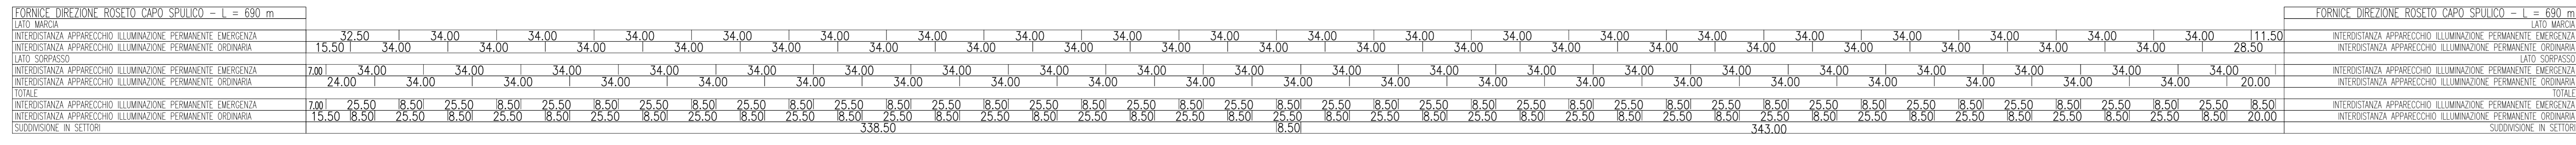 FORNICE DIREZIONE ROSETO CAPO SPULICO – L = 690 m FORNICE DIREZIONE ROSETO CAPO SPULICO – L = 690 m
LATO MARCIA LATO MARCIA
INTERDISTANZA APPARECCHIO ILLUMINAZIONE PERMANENTE EMERGENZA 32.50 34.00 34.00 34.00 34.00 34.00 34.00 34.00 34.00 34.00 34.00 34.00 34.00 34.00 34.00 34.00 34.00 34.00 34.00 34.00 11.50 INTERDISTANZA APPARECCHIO ILLUMINAZIONE PERMANENTE EMERGENZA
INTERDISTANZA APPARECCHIO ILLUMINAZIONE PERMANENTE ORDINARIA 15.50 34.00 34.00 34.00 34.00 34.00 34.00 34.00 34.00 34.00 34.00 34.00 34.00 34.00 34.00 34.00 34.00 34.00 34.00 34.00 28.50 INTERDISTANZA APPARECCHIO ILLUMINAZIONE PERMANENTE ORDINARIA
LATO SORPASSO LATO SORPASSO
INTERDISTANZA APPARECCHIO ILLUMINAZIONE PERMANENTE EMERGENZA 7.00 34.00 34.00 34.00 34.00 34.00 34.00 34.00 34.00 34.00 34.00 34.00 34.00 34.00 34.00 34.00 34.00 34.00 34.00 34.00 34.00 INTERDISTANZA APPARECCHIO ILLUMINAZIONE PERMANENTE EMERGENZA
INTERDISTANZA APPARECCHIO ILLUMINAZIONE PERMANENTE ORDINARIA 24.00 34.00 34.00 34.00 34.00 34.00 34.00 34.00 34.00 34.00 34.00 34.00 34.00 34.00 34.00 34.00 34.00 34.00 34.00 34.00 20.00 INTERDISTANZA APPARECCHIO ILLUMINAZIONE PERMANENTE ORDINARIA
TOTALE TOTALE
INTERDISTANZA APPARECCHIO ILLUMINAZIONE PERMANENTE EMERGENZA 7.00 25.50 8.50 25.50 8.50 25.50 8.50 25.50 8.50 25.50 8.50 25.50 8.50 25.50 8.50 25.50 8.50 25.50 8.50 25.50 8.50 25.50 8.50 25.50 8.50 25.50 8.50 25.50 8.50 25.50 8.50 25.50 8.50 25.50 8.50 25.50 8.50 25.50 8.50 25.50 8.50 INTERDISTANZA APPARECCHIO ILLUMINAZIONE PERMANENTE EMERGENZA
INTERDISTANZA APPARECCHIO ILLUMINAZIONE PERMANENTE ORDINARIA 15.50 8.50 25.50 8.50 25.50 8.50 25.50 8.50 25.50 8.50 25.50 8.50 25.50 8.50 25.50 8.50 25.50 8.50 25.50 8.50 25.50 8.50 25.50 8.50 25.50 8.50 25.50 8.50 25.50 8.50 25.50 8.50 25.50 8.50 25.50 8.50 25.50 8.50 25.50 8.50 20.00 INTERDISTANZA APPARECCHIO ILLUMINAZIONE PERMANENTE ORDINARIA
SUDDIVISIONE IN SETTORI 338.50 8.50 343.00 SUDDIVISIONE IN SETTORI